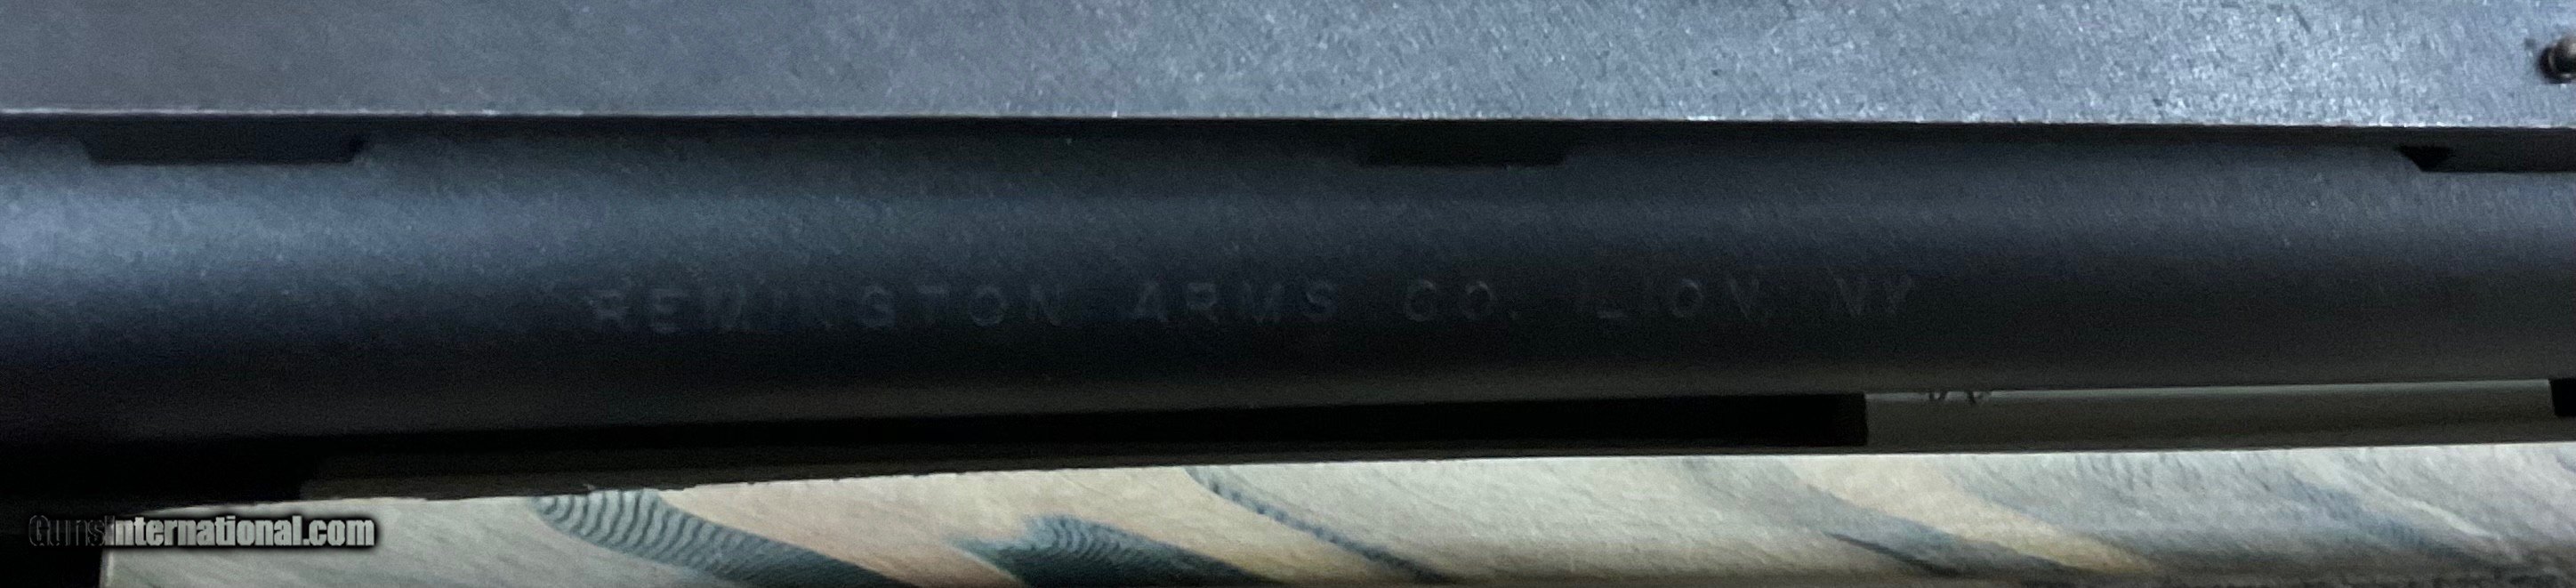 REMINGTON ARMS CO. ILION, NY
GunsInternational.com